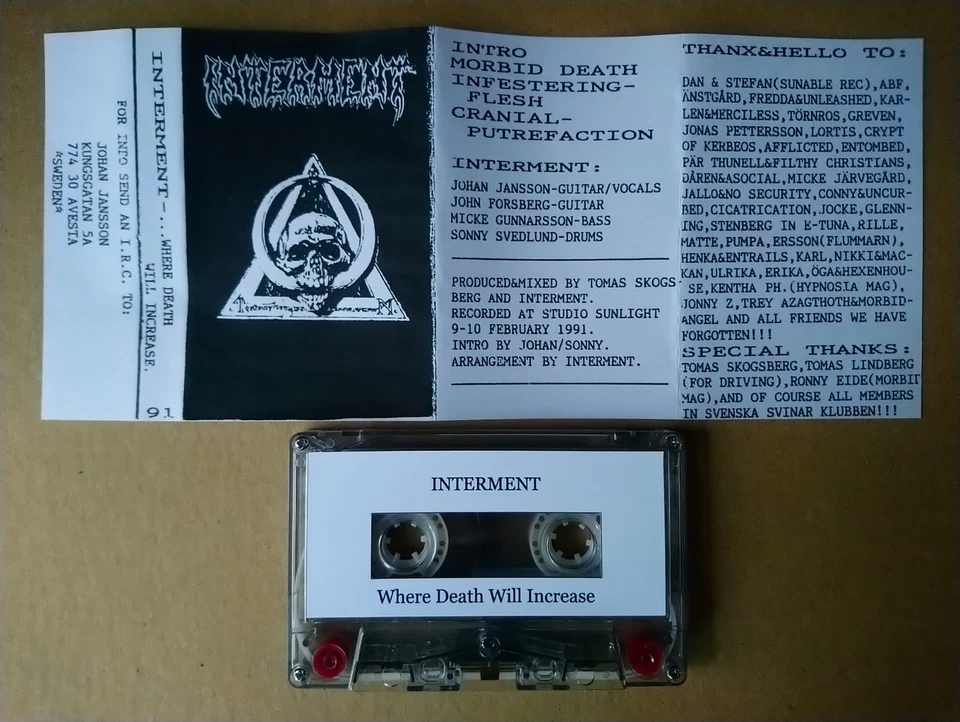 INTERMENT-...WHERE DEATH
WILL INCREASE.
91
FOR INFO SEND AN I.R.C. TO:
JOHAN JANSSON
KUNGSGATAN 5A
774 30 AVESTA
*SWEDEN*
INTERMENT
INTRO
MORBID DEATH
INFESTERING-
FLESH
CRANIAL-
PUTREFACTION
INTERMENT:
JOHAN JANSSON-GUITAR/VOCALS
JOHN FORSBERG-GUITAR
MICKE GUNNARSSON-BASS
SONNY SVEDLUND-DRUMS
PRODUCED&MIXED BY TOMAS SKOGS-
BERG AND INTERMENT.
RECORDED AT STUDIO SUNLIGHT
9-10 FEBRUARY 1991.
INTRO BY JOHAN/SONNY.
ARRANGEMENT BY INTERMENT.
THANX&HELLO TO:
DAN & STEFAN(SUNABLE REC),ABF,
ÄNSTGÅRD,FREDDA&UNLEASHED,KAR-
LEN&MERCILESS,TÖRNROS,GREVEN,
JONAS PETTERSSON,LORTIS,CRYPT
OF KERBEOS,AFFLICTED,ENTOMBED,
PÄR THUNELL&FILTHY CHRISTIANS,
DÅREN&ASOCIAL,MICKE JÄRVEGÅRD,
JALLO&NO SECURITY,CONNY&UNCUR-
BED,CICATRICATION,JOCKE,GLENN-
ING,STENBERG IN E-TUNA,RILLE,
MATTE,PUMPA,ERSSON(FLUMMARN),
HENKA&ENTRAILS,KARL,NIKKI&MAC-
KAN,ULRIKA,ERIKA,ÖGA&HEXENHOU-
SE,KENTHA PH.(HYPNOSIA MAG),
JONNY Z,TREY AZAGTHOTH&MORBID-
ANGEL AND ALL FRIENDS WE HAVE
FORGOTTEN!!!
SPECIAL THANKS:
TOMAS SKOGSBERG,TOMAS LINDBERG
(FOR DRIVING),RONNY EIDE(MORBID
MAG),AND OF COURSE ALL MEMBERS
IN SVENSKA SVINAR KLUBBEN!!!
INTERMENT
Where Death Will Increase